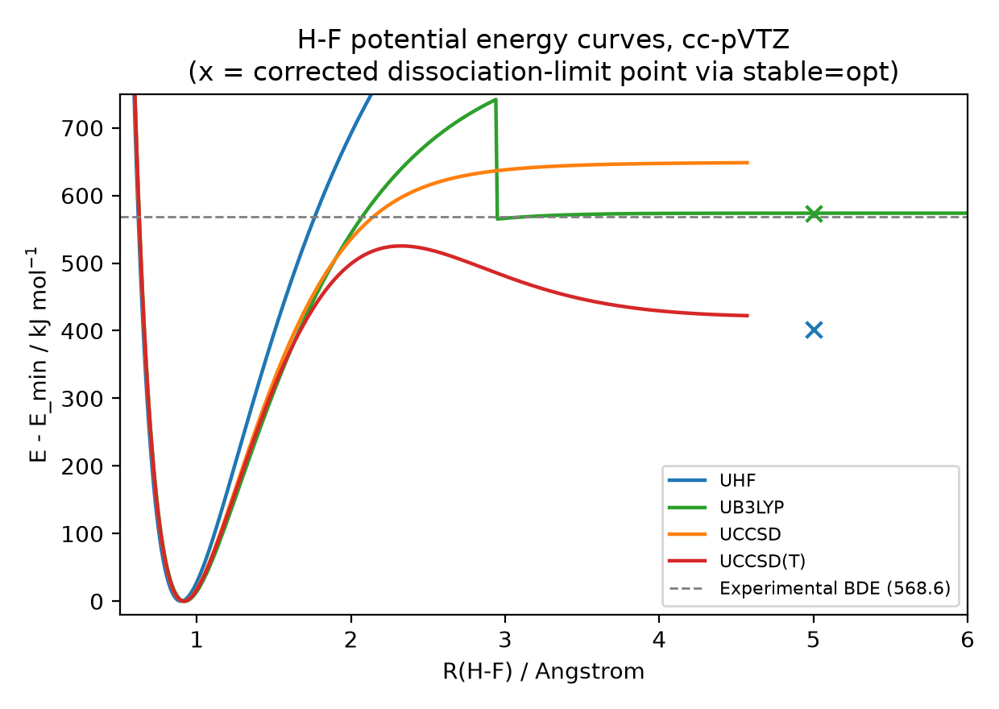 H-F potential energy curves, cc-pVTZ
(x = corrected dissociation-limit point via stable=opt)
E - E_min / kJ mol⁻¹
700
600
500
400
300
200
100
0
UHF
UB3LYP
UCCSD
UCCSD(T)
Experimental BDE (568.6)
1 2 3 4 5 6
R(H-F) / Angstrom